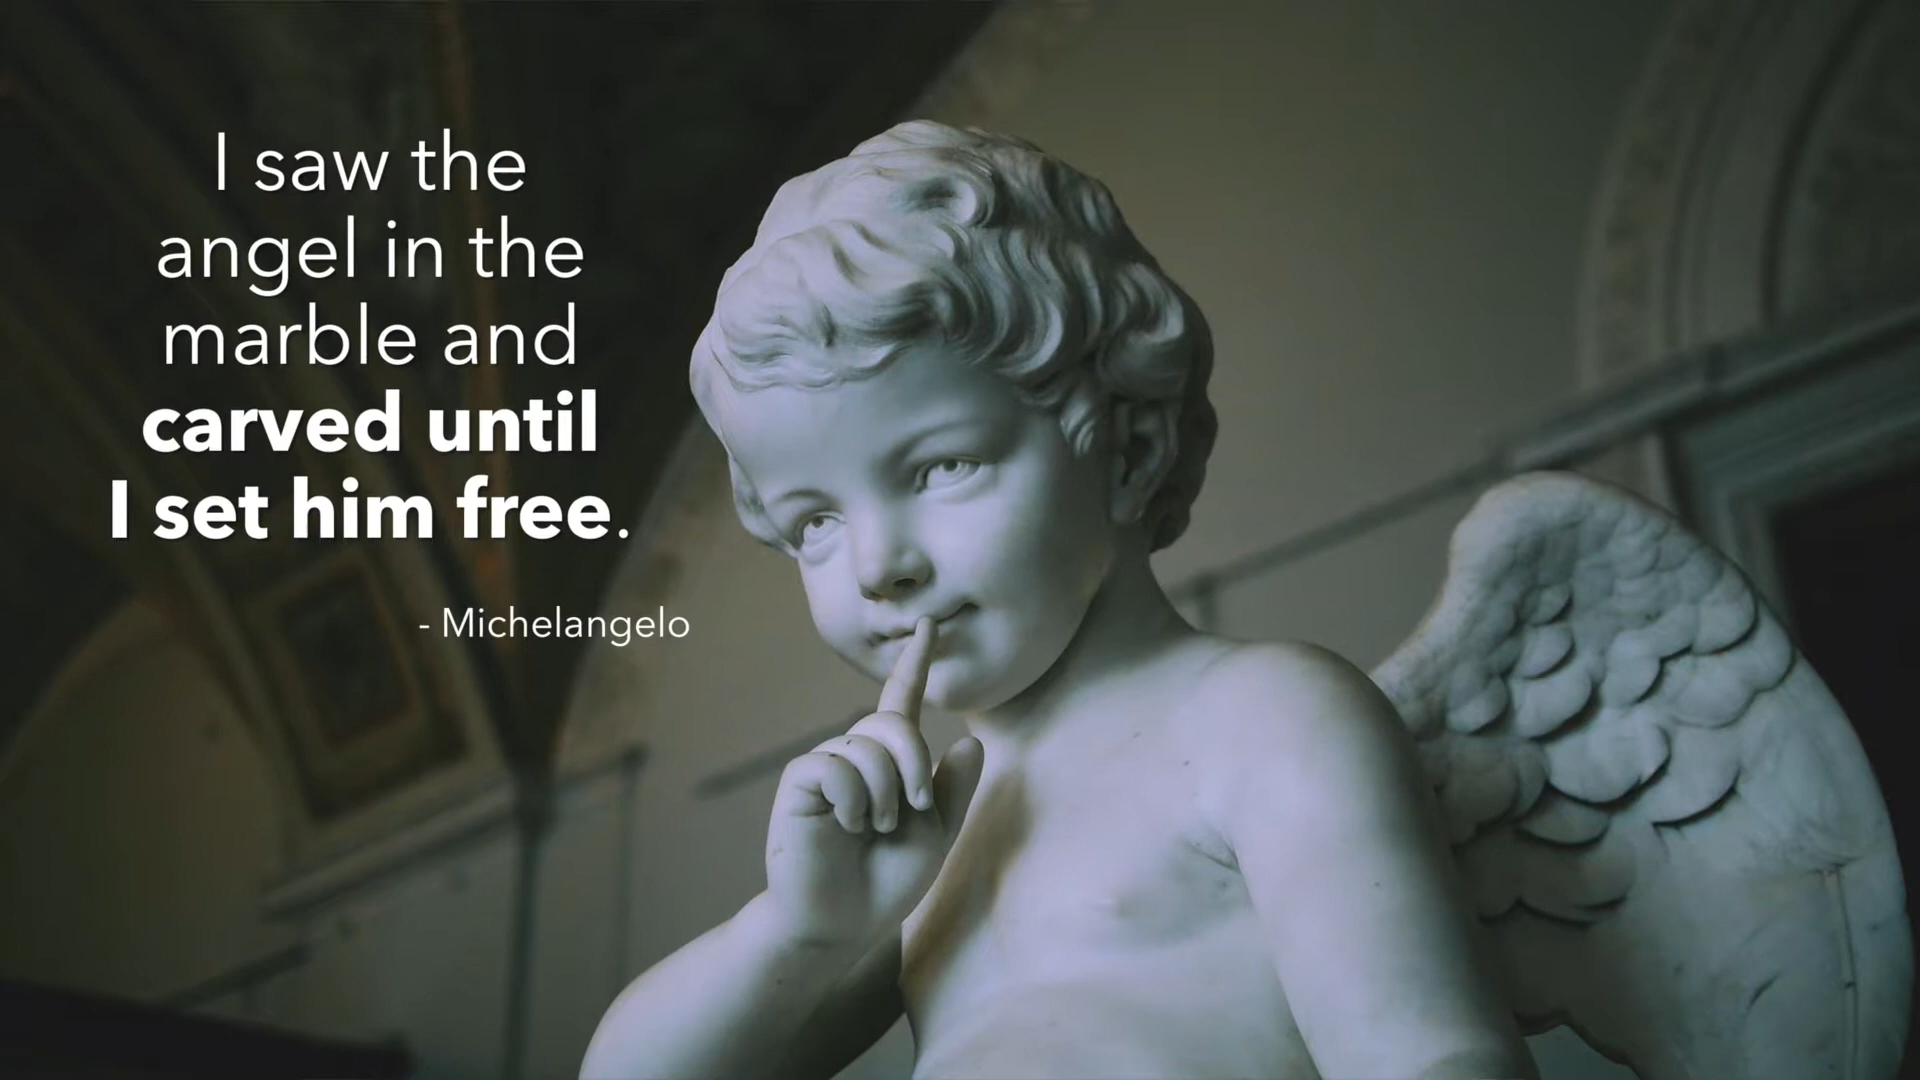 I saw the
angel in the
marble and
carved until
I set him free.
- Michelangelo